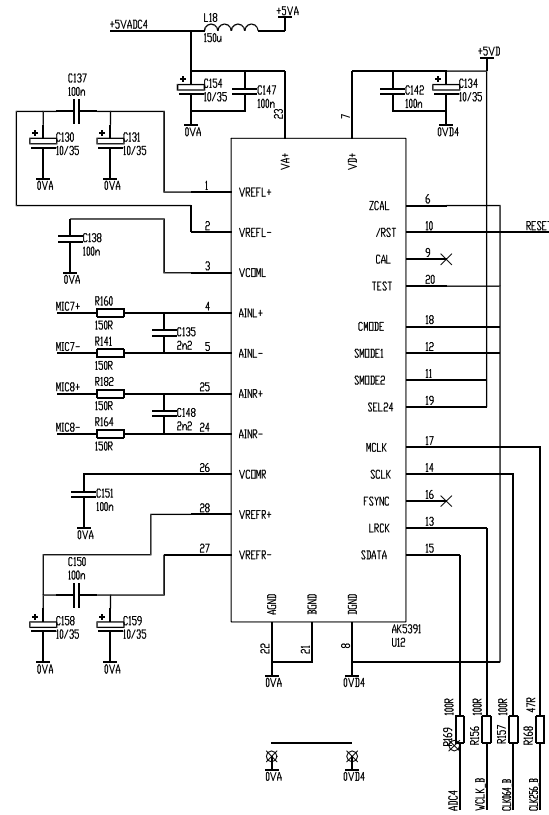 +5VADC4
L18
150u
+5VA
+5VD
C137
100n
C154
10/35
C147
100n
23
7
C142
100n
C134
10/35
0VA
0VD4
C130
10/35
C131
10/35
0VA
0VA
VA+
VD+
1 VREFL+
ZCAL 6
2 VREFL-
/RST 10
RESET
C138
100n
0VA
3 VCOML
CAL 9
TEST 20
MIC7+
R160
150R
4 AINL+
C135
2n2
CMODE 18
MIC7-
R141
150R
5 AINL-
SMODE1 12
MIC8+
R182
150R
25 AINR+
SMODE2 11
C148
2n2
SEL24 19
MIC8-
R164
150R
24 AINR-
MCLK 17
26 VCOMR
SCLK 14
C151
100n
0VA
FSYNC 16
28 VREFR+
LRCK 13
27 VREFR-
SDATA 15
C150
100n
C158
10/35
C159
10/35
0VA
0VA
AGND
BGND
DGND
AK5391
U12
22
21
8
0VA
0VD4
100R
100R
100R
47R
R169
R156
R157
R168
0VA
0VD4
ADC4
WCLK_B
CLK064 B
CLK256 B